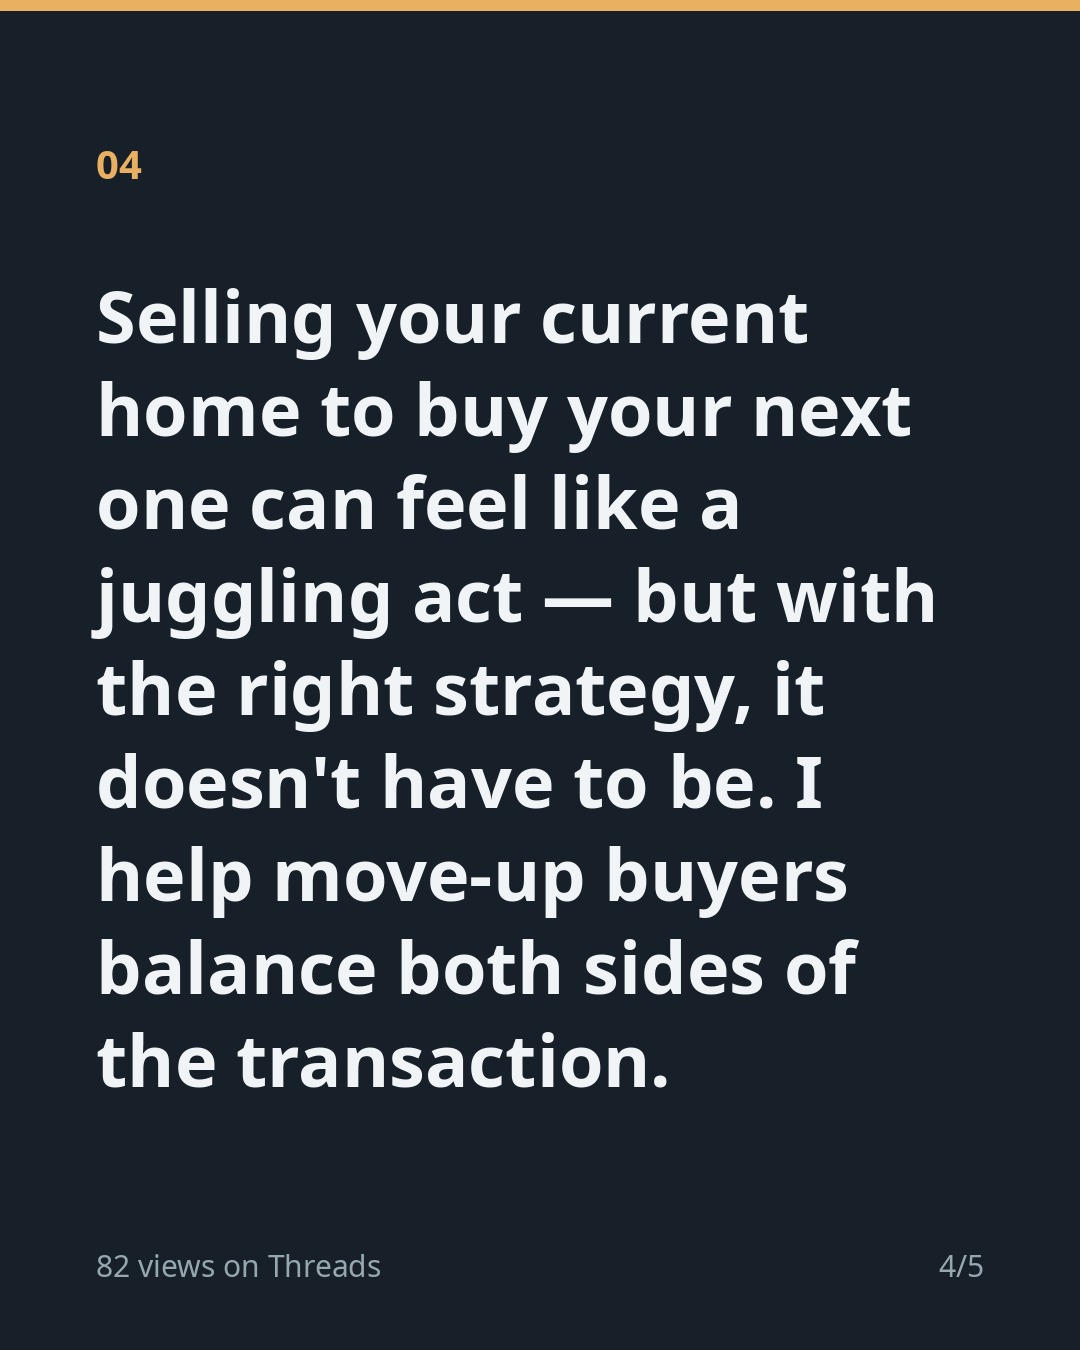 04
Selling your current
home to buy your next
one can feel like a
juggling act — but with
the right strategy, it
doesn't have to be. I
help move-up buyers
balance both sides of
the transaction.
82 views on Threads
4/5